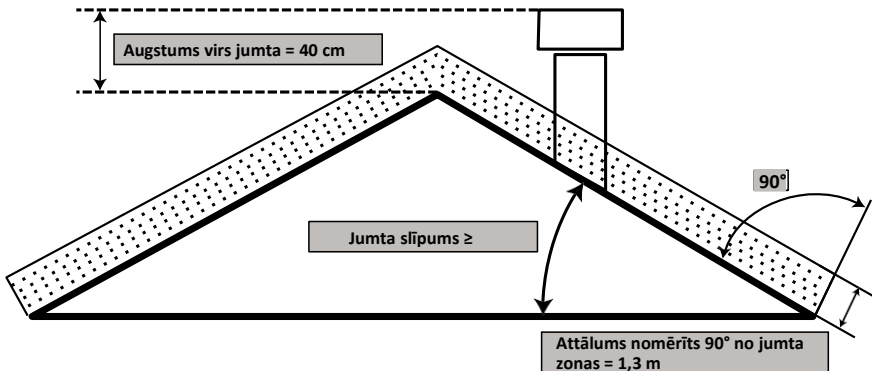 Augstums virs jumta = 40 cm
90°
Jumta slīpums ≥
Attālums nomērīts 90° no jumta
zonas = 1,3 m